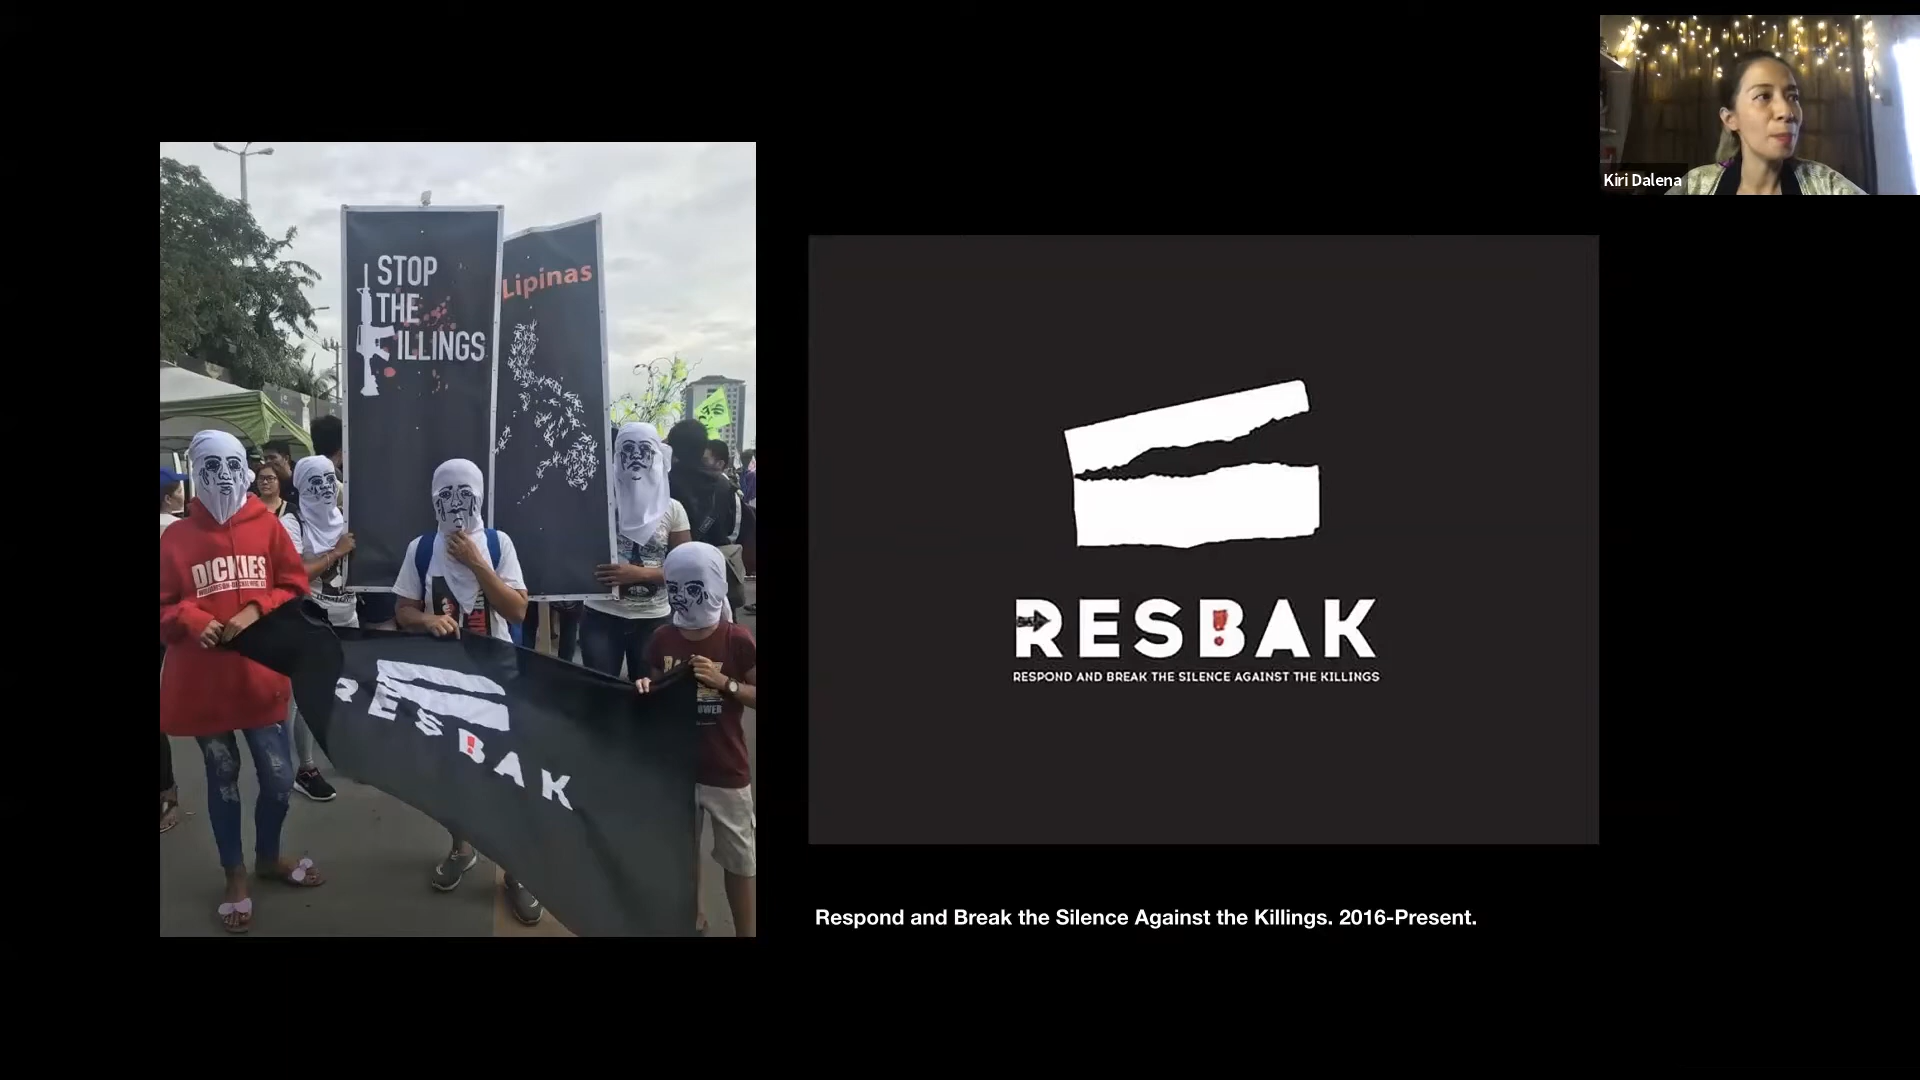 Kiri Dalena
STOP
THE
KILLINGS
Lipinas
DICKIES
RESBAK
RESBAK
RESPOND AND BREAK THE SILENCE AGAINST THE KILLINGS
Respond and Break the Silence Against the Killings. 2016-Present.